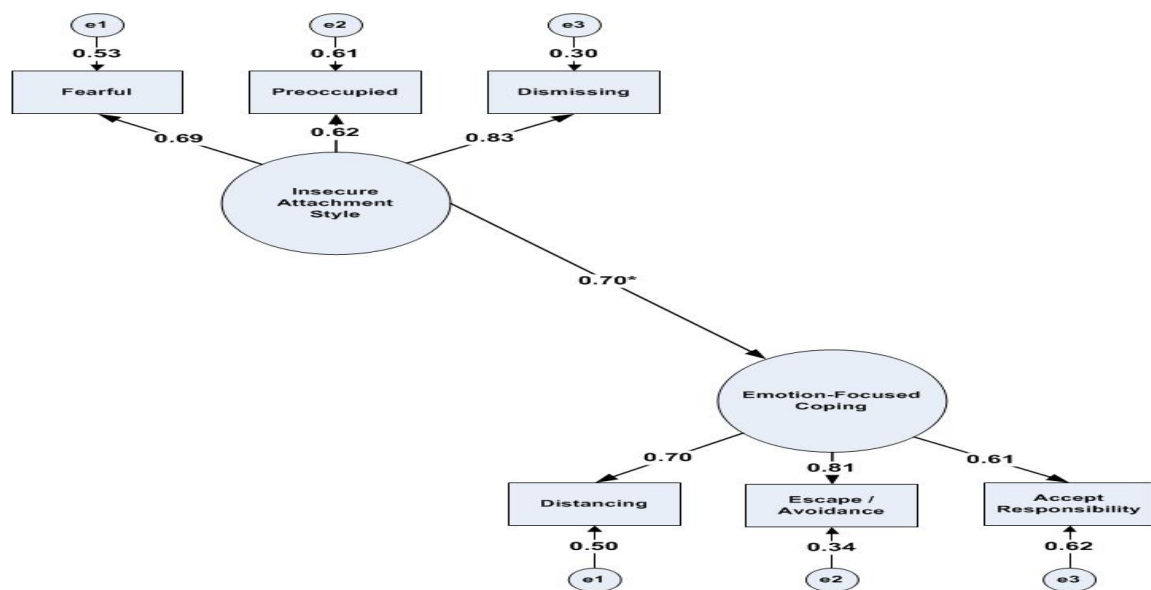 e1 e2 e3
0.53 0.61 0.30
Fearful Preoccupied Dismissing
0.69 0.62 0.83
Insecure
Attachment
Style
0.70*
Emotion-Focused
Coping
0.70 0.81 0.61
Distancing
Escape /
Avoidance
Accept
Responsibility
0.50 0.34 0.62
e1 e2 e3